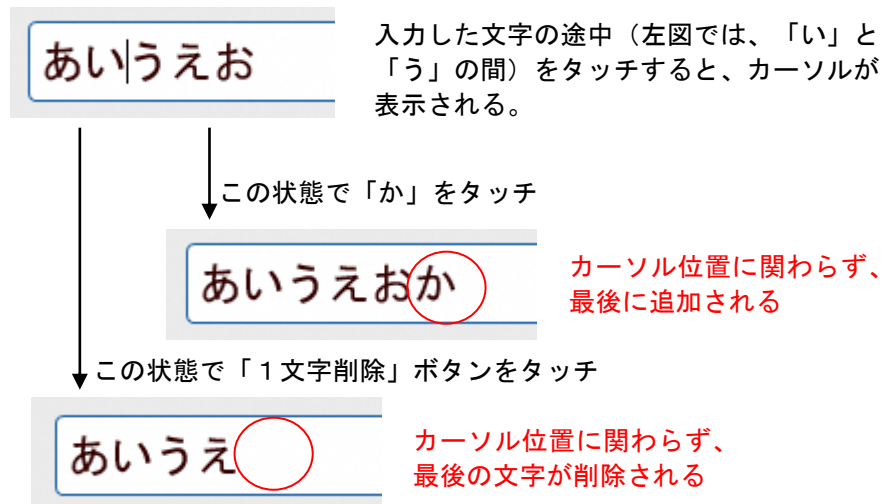 あいうえお
入力した文字の途中（左図では、「い」と
「う」の間）をタッチすると、カーソルが
表示される。
この状態で「か」をタッチ
あいうえおか
カーソル位置に関わらず、
最後に追加される
この状態で「１文字削除」ボタンをタッチ
あいうえ
カーソル位置に関わらず、
最後の文字が削除される